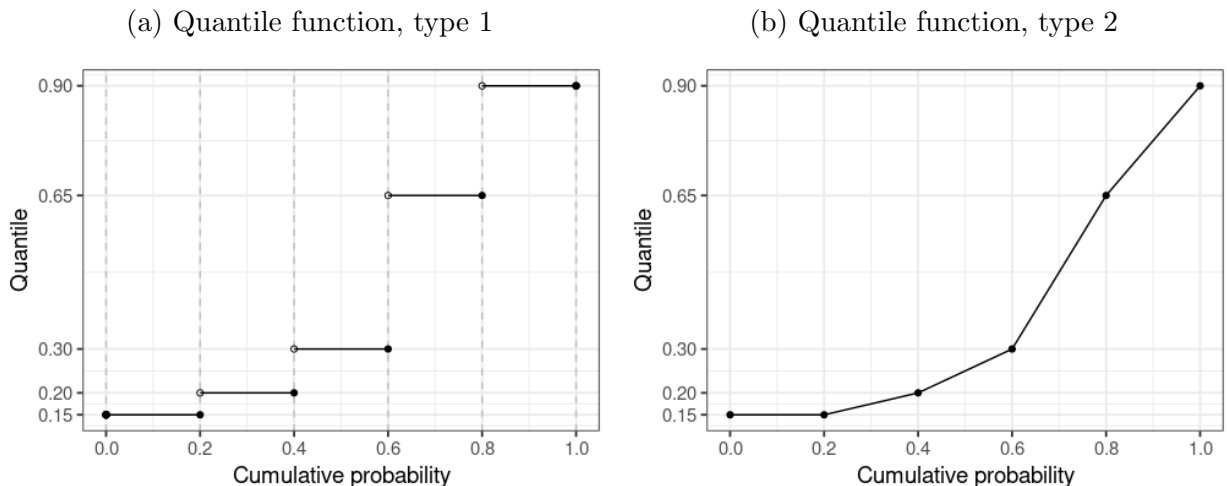 (a) Quantile function, type 1
0.90
0.65
0.30
0.20
0.15
Quantile
0.0 0.2 0.4 0.6 0.8 1.0
Cumulative probability
(b) Quantile function, type 2
0.90
0.65
0.30
0.20
0.15
Quantile
0.0 0.2 0.4 0.6 0.8 1.0
Cumulative probability